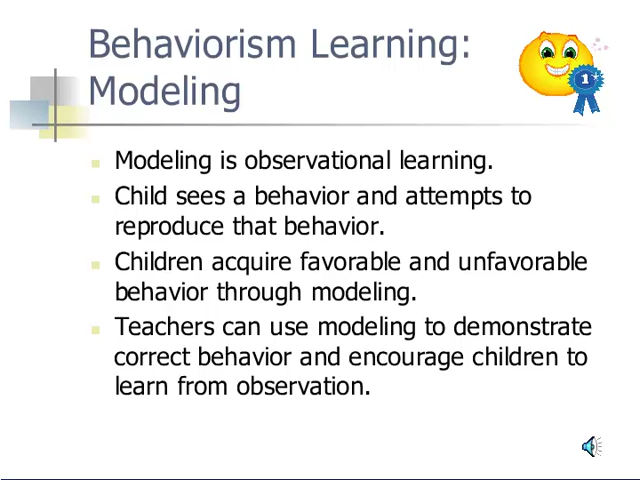 Behaviorism Learning:
Modeling
1
Modeling is observational learning.
Child sees a behavior and attempts to
reproduce that behavior.
Children acquire favorable and unfavorable
behavior through modeling.
Teachers can use modeling to demonstrate
correct behavior and encourage children to
learn from observation.